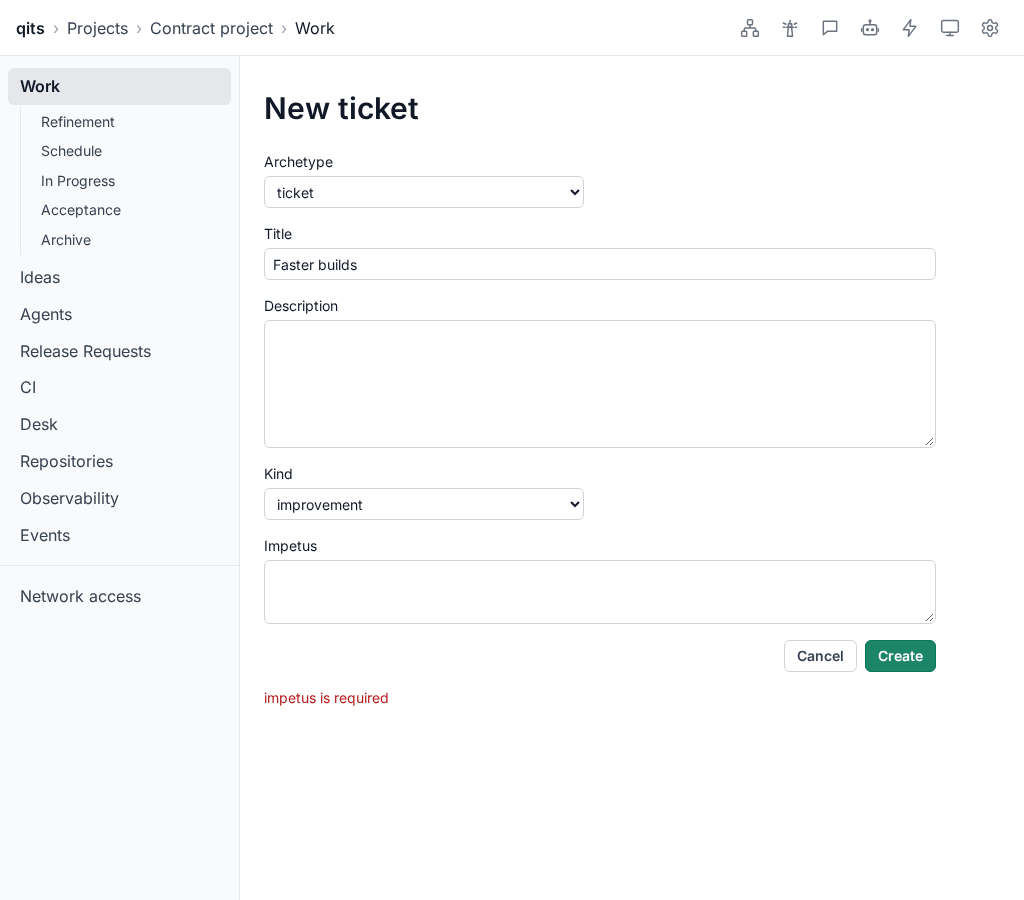 qits › Projects › Contract project › Work
Work
Refinement
Schedule
In Progress
Acceptance
Archive
Ideas
Agents
Release Requests
CI
Desk
Repositories
Observability
Events
Network access
New ticket
Archetype
ticket
Title
Faster builds
Description
Kind
improvement
Impetus
Cancel Create
impetus is required